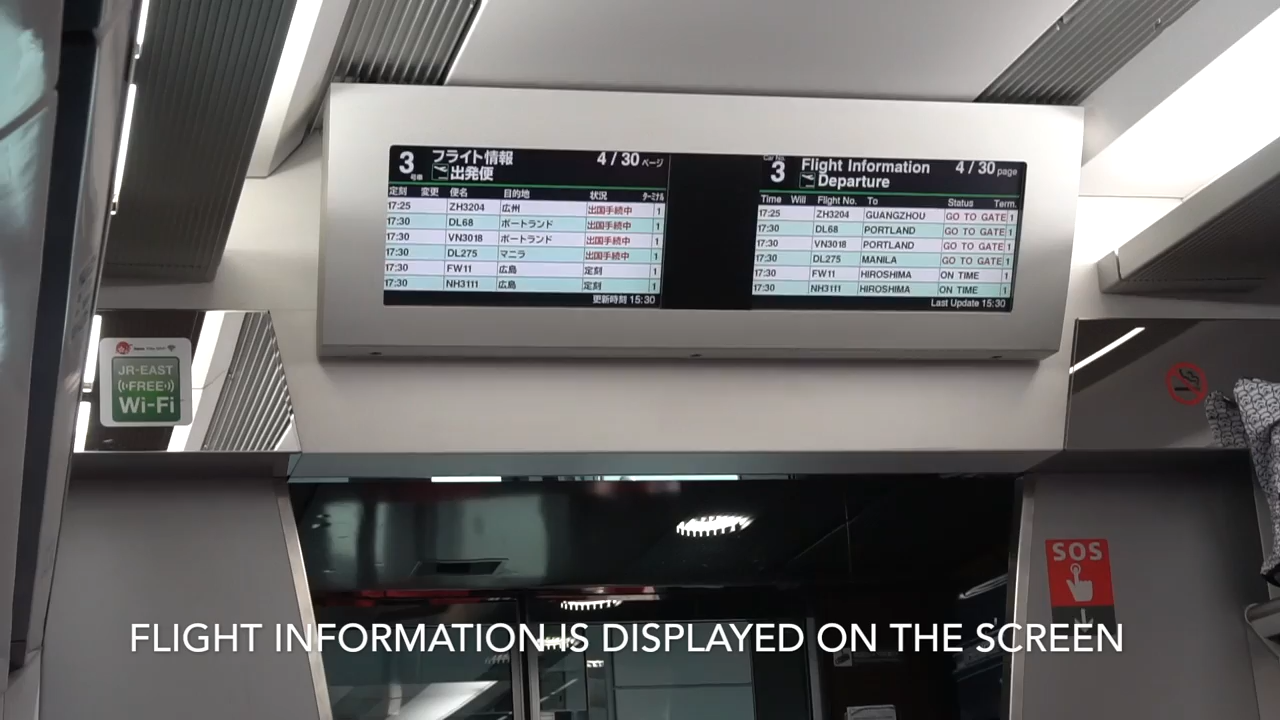 3号車 フライト情報 4 / 30ページ
出発便
定刻 変更 便名 目的地 状況 ターミナル
17:25 ZH3204 広州 出国手続中 1
17:30 DL68 ポートランド 出国手続中 1
17:30 VN3018 ポートランド 出国手続中 1
17:30 DL275 マニラ 出国手続中 1
17:30 FW11 広島 定刻 1
17:30 NH3111 広島 定刻 1
更新時刻 15:30
Car No. 3 Flight Information 4 / 30 page
Departure
Time Will Flight No. To Status Term.
17:25 ZH3204 GUANGZHOU GO TO GATE 1
17:30 DL68 PORTLAND GO TO GATE 1
17:30 VN3018 PORTLAND GO TO GATE 1
17:30 DL275 MANILA GO TO GATE 1
17:30 FW11 HIROSHIMA ON TIME 1
17:30 NH3111 HIROSHIMA ON TIME 1
Last Update 15:30
JR-EAST
FREE
Wi-Fi
SOS
FLIGHT INFORMATION IS DISPLAYED ON THE SCREEN